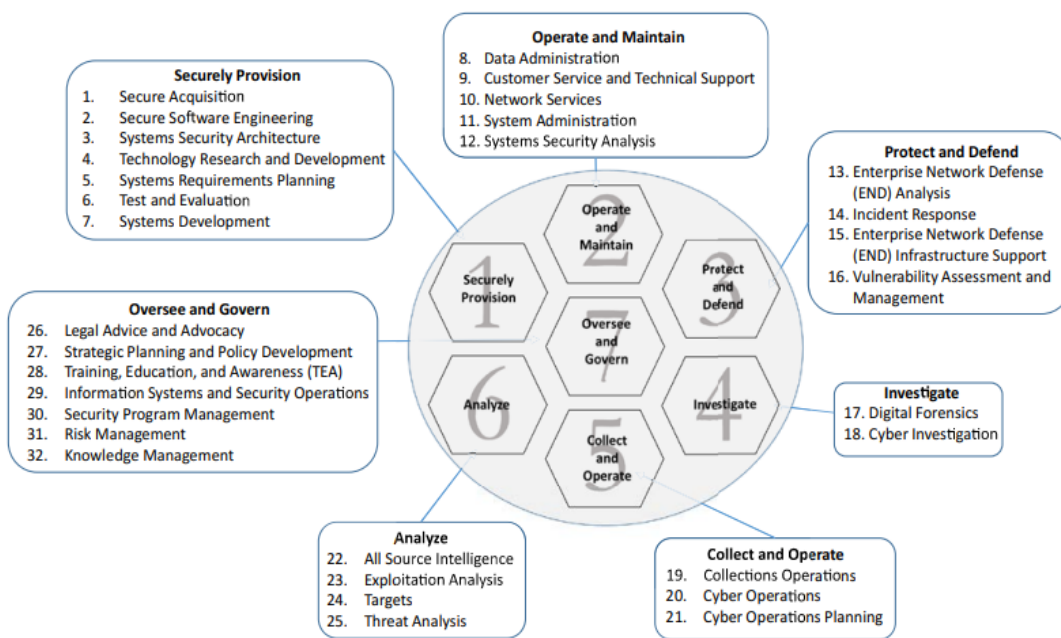 Securely Provision
1. Secure Acquisition
2. Secure Software Engineering
3. Systems Security Architecture
4. Technology Research and Development
5. Systems Requirements Planning
6. Test and Evaluation
7. Systems Development
Operate and Maintain
8. Data Administration
9. Customer Service and Technical Support
10. Network Services
11. System Administration
12. Systems Security Analysis
Protect and Defend
13. Enterprise Network Defense
(END) Analysis
14. Incident Response
15. Enterprise Network Defense
(END) Infrastructure Support
16. Vulnerability Assessment and
Management
1
Securely
Provision
2
Operate
and
Maintain
3
Protect
and
Defend
7
Oversee
and
Govern
6
Analyze
4
Investigate
5
Collect
and
Operate
Oversee and Govern
26. Legal Advice and Advocacy
27. Strategic Planning and Policy Development
28. Training, Education, and Awareness (TEA)
29. Information Systems and Security Operations
30. Security Program Management
31. Risk Management
32. Knowledge Management
Investigate
17. Digital Forensics
18. Cyber Investigation
Analyze
22. All Source Intelligence
23. Exploitation Analysis
24. Targets
25. Threat Analysis
Collect and Operate
19. Collections Operations
20. Cyber Operations
21. Cyber Operations Planning